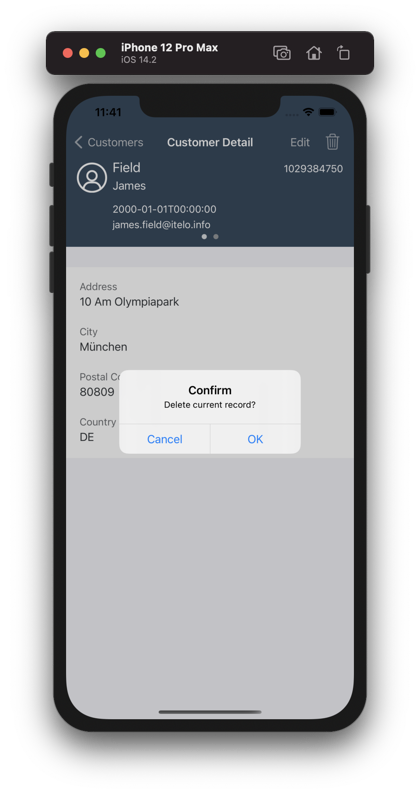 iPhone 12 Pro Max
iOS 14.2
11:41
Customers
Customer Detail
Edit
Field
1029384750
James
2000-01-01T00:00:00
james.field@itelo.info
Address
10 Am Olympiapark
City
München
Postal Co
80809
Country
DE
Confirm
Delete current record?
Cancel
OK